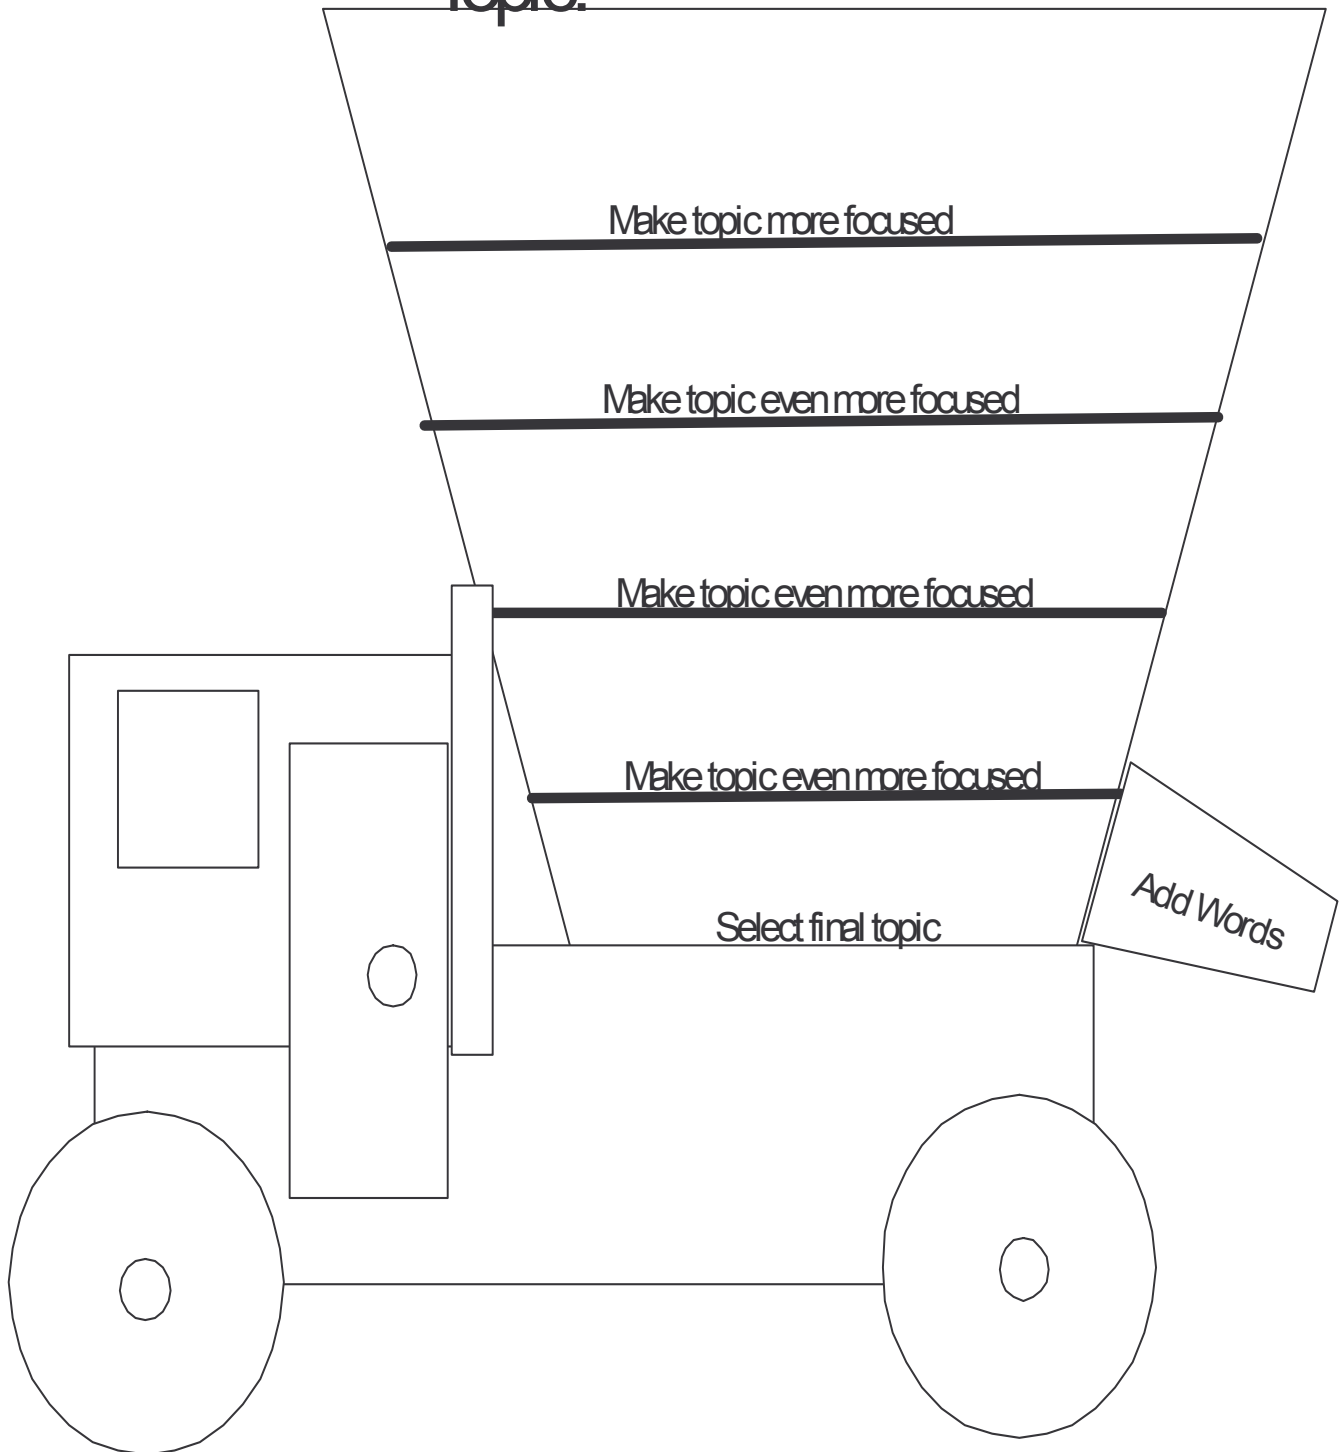 Topic:
Make topic more focused
Make topic even more focused
Make topic even more focused
Make topic even more focused
Select final topic
Add Words